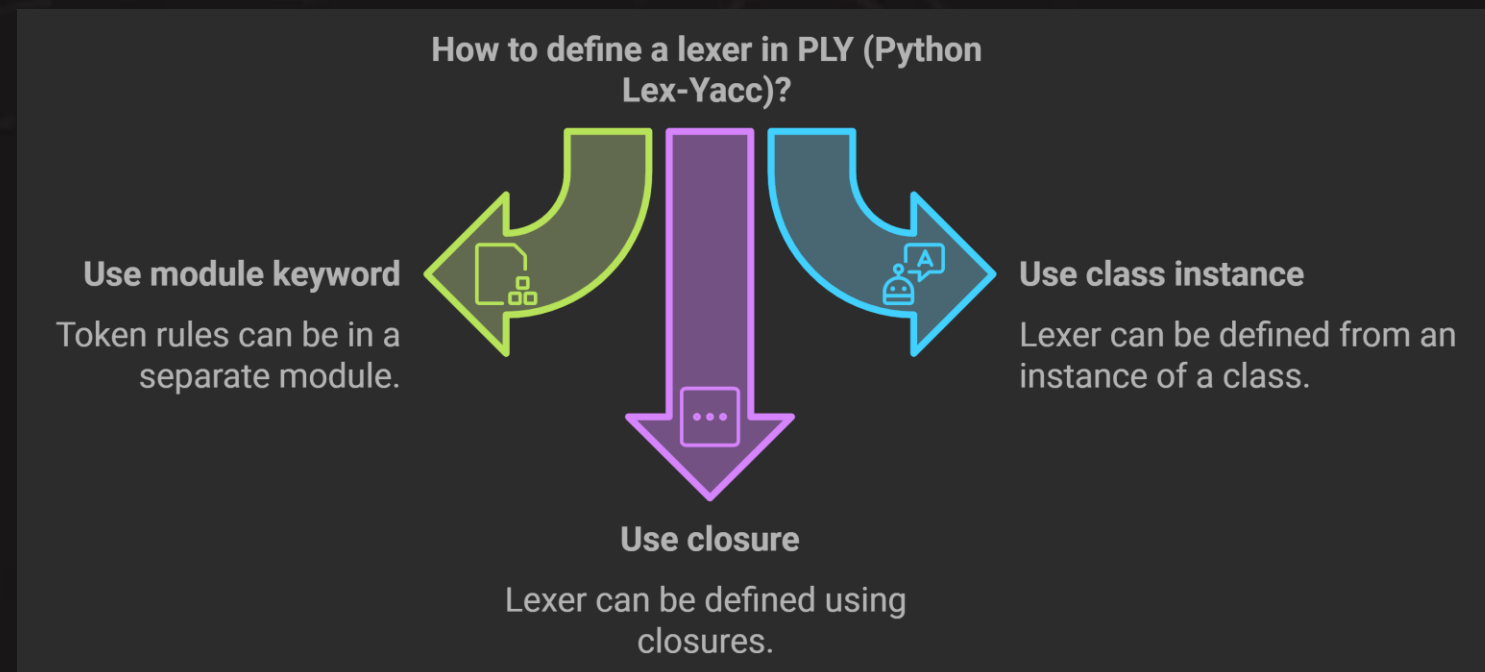 How to define a lexer in PLY (Python
Lex-Yacc)?
Use module keyword
Token rules can be in a
separate module.
A
Use class instance
Lexer can be defined from an
instance of a class.
Use closure
Lexer can be defined using
closures.